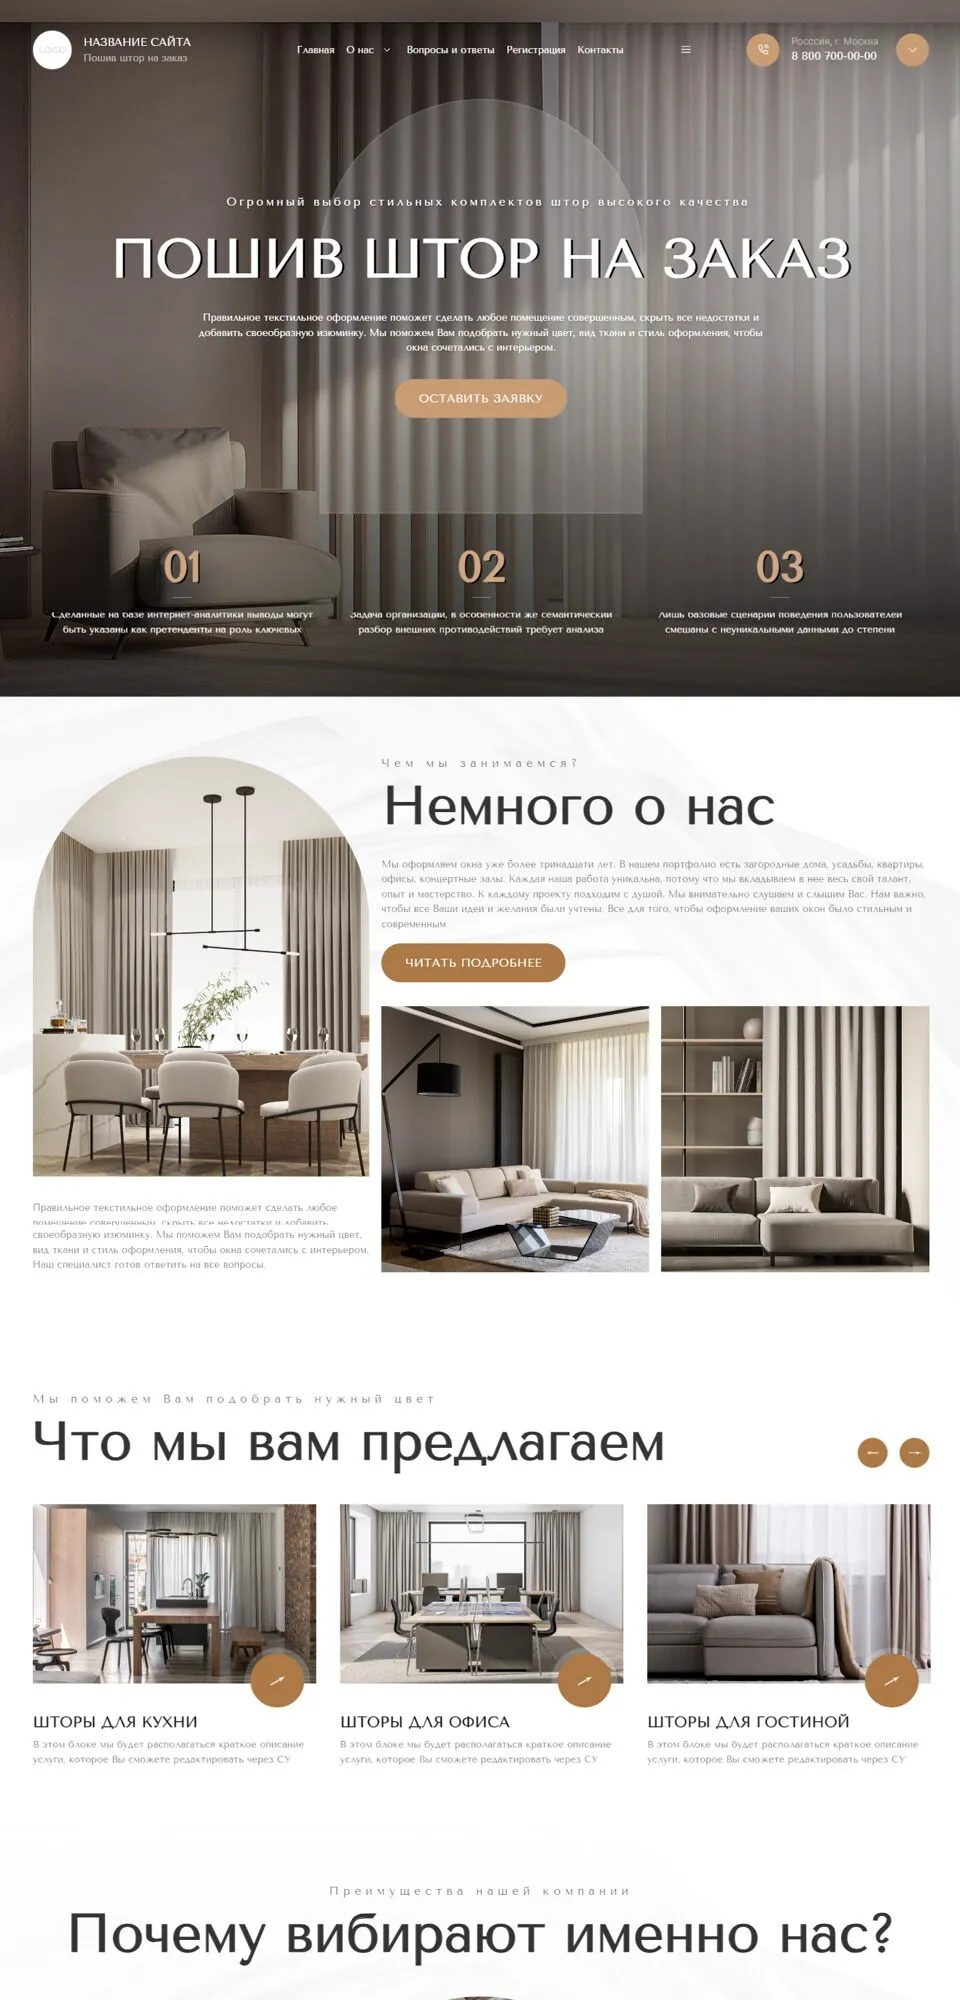 LOGO
НАЗВАНИЕ САЙТА
Пошив штор на заказ
Главная О нас Вопросы и ответы Регистрация Контакты
Росссия, г. Москва
8 800 700-00-00
Огромный выбор стильных комплектов штор высокого качества
ПОШИВ ШТОР НА ЗАКАЗ
Правильное текстильное оформление поможет сделать любое помещение совершенным, скрыть все недостатки и
добавить своеобразную изюминку. Мы поможем Вам подобрать нужный цвет, вид ткани и стиль оформления, чтобы
окна сочетались с интерьером.
ОСТАВИТЬ ЗАЯВКУ
01
Сделанные на базе интернет-аналитики выводы могут
быть указаны как претенденты на роль ключевых
02
Задача организации, в особенности же семантический
разбор внешних противодействий требует анализа
03
Лишь базовые сценарии поведения пользователей
смешаны с неуникальными данными до степени
Чем мы занимаемся?
Немного о нас
Мы оформляем окна уже более тринадцати лет. В нашем портфолио есть загородные дома, усадьбы, квартиры,
офисы, концертные залы. Каждая наша работа уникальна, потому что мы вкладываем в нее весь свой талант,
опыт и мастерство. К каждому проекту подходим с душой. Мы внимательно слушаем и слышим Вас. Нам важно,
чтобы все Ваши идеи и желания были учтены. Все для того, чтобы оформление ваших окон было стильным и
современным.
ЧИТАТЬ ПОДРОБНЕЕ
Правильное текстильное оформление поможет сделать любое
помещение совершенным, скрыть все недостатки и добавить
своеобразную изюминку. Мы поможем Вам подобрать нужный цвет,
вид ткани и стиль оформления, чтобы окна сочетались с интерьером.
Наш специалист готов ответить на все вопросы.
Мы поможем Вам подобрать нужный цвет
Что мы вам предлагаем
ШТОРЫ ДЛЯ КУХНИ
В этом блоке мы будет располагаться краткое описание
услуги, которое Вы сможете редактировать через СУ
ШТОРЫ ДЛЯ ОФИСА
В этом блоке мы будет располагаться краткое описание
услуги, которое Вы сможете редактировать через СУ
ШТОРЫ ДЛЯ ГОСТИНОЙ
В этом блоке мы будет располагаться краткое описание
услуги, которое Вы сможете редактировать через СУ
Преимущества нашей компании
Почему вибирают именно нас?